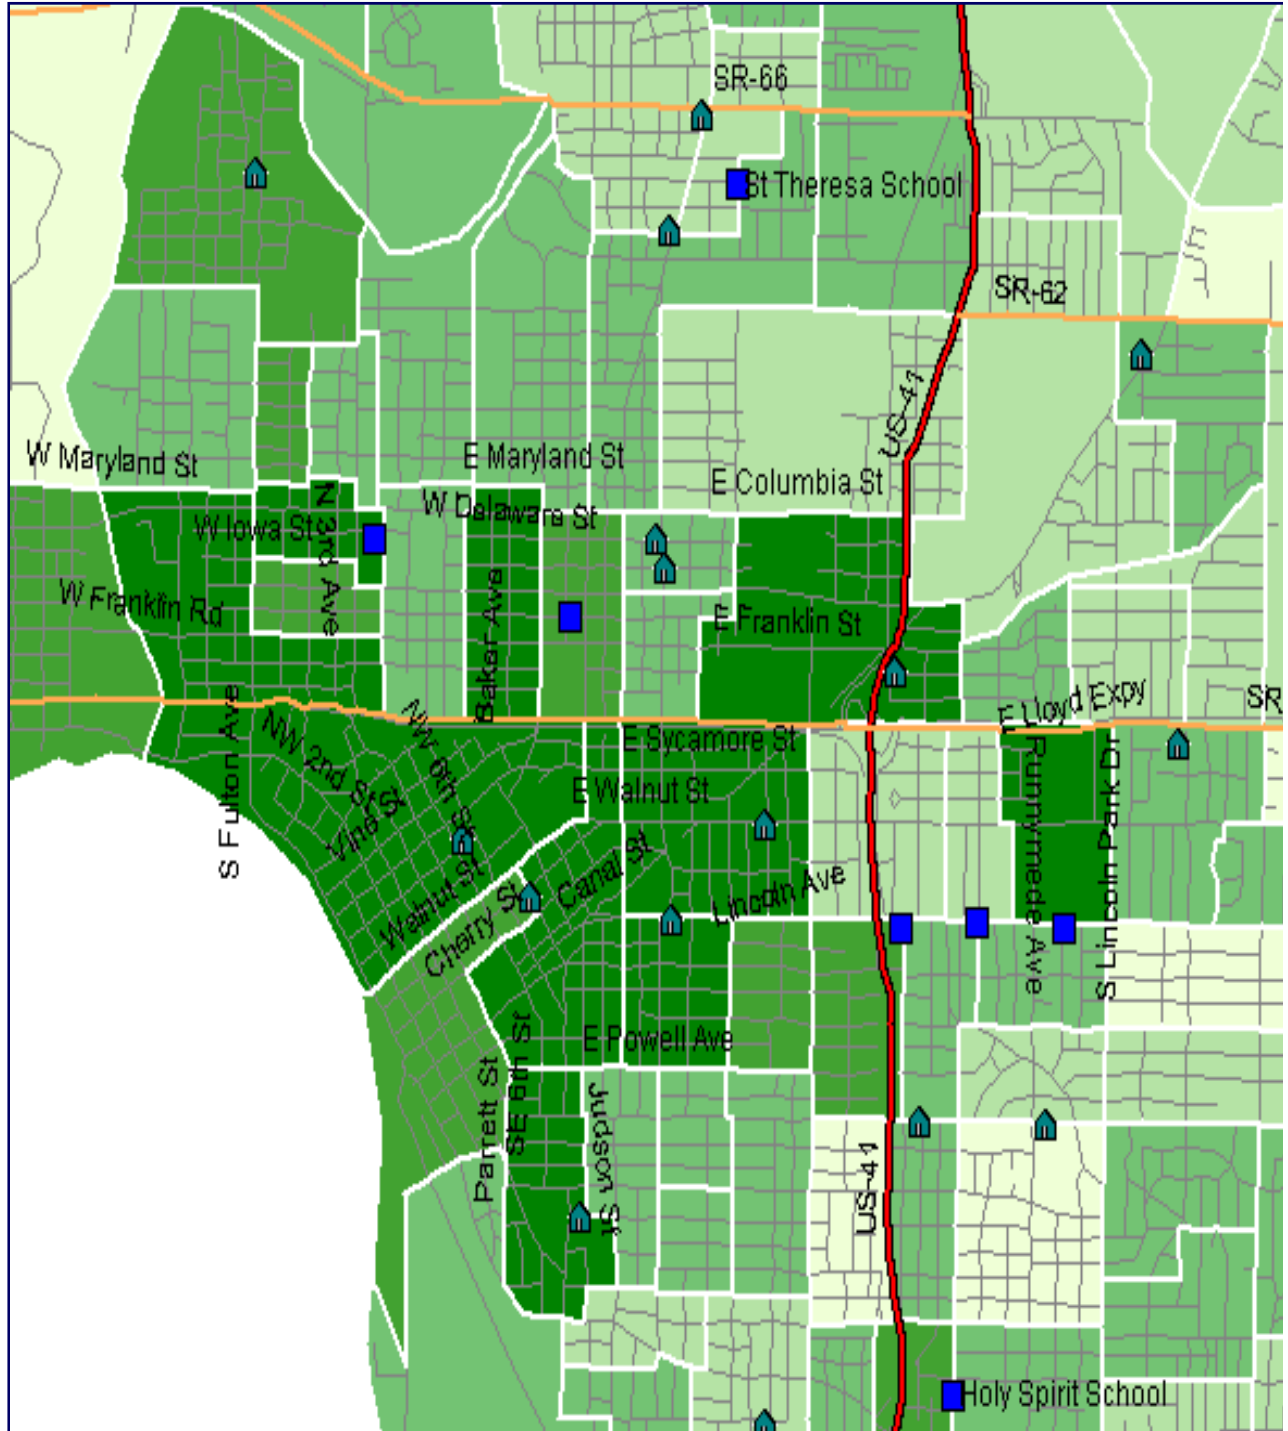 SR-66
St Theresa School
SR-62
US-41
W Maryland St
E Maryland St
E Columbia St
W Delaware St
N 3rd Ave
W Iowa St
W Franklin Rd
Baker Ave
E Franklin St
E Lloyd Expy
SR
S Fulton Ave
NW 2nd St
NW 6th St
E Sycamore St
E Walnut St
Vine St
Runnymede Ave
S Lincoln Park Dr
Walnut St
Canal St
Lincoln Ave
Cherry St
E Powell Ave
Parrett St
SE 6th St
Judson St
US-41
Holy Spirit School